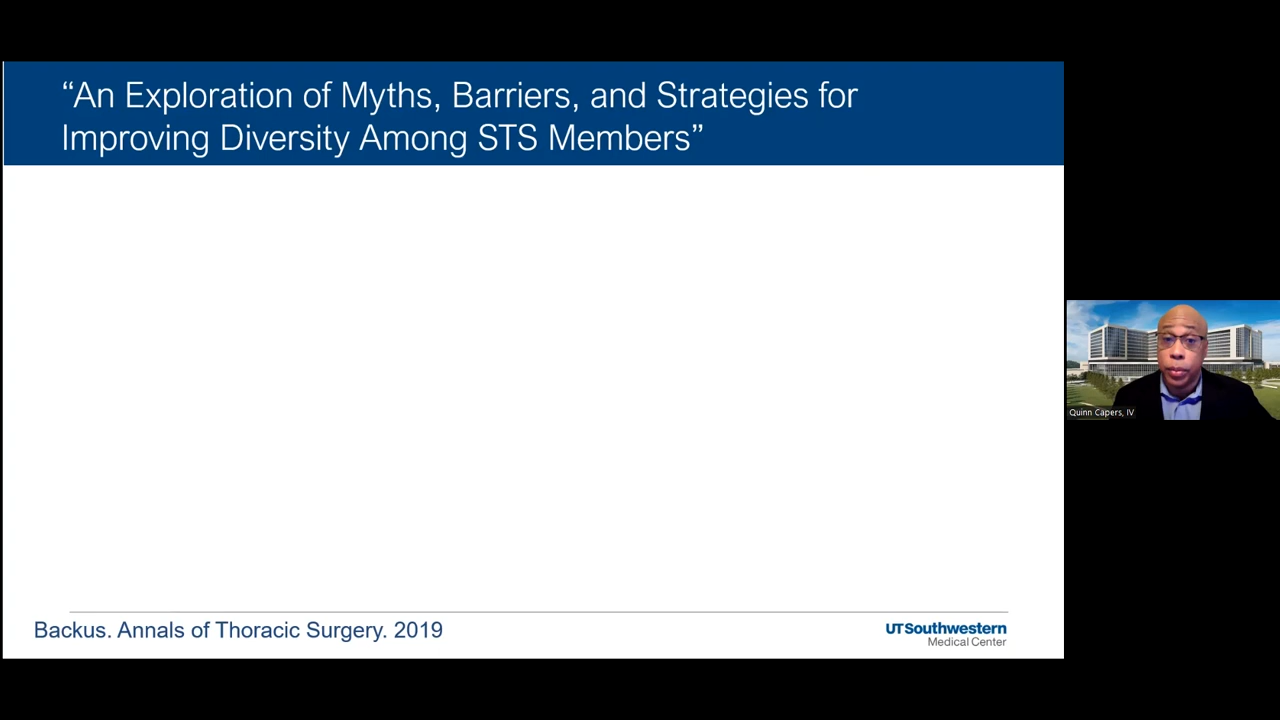 “An Exploration of Myths, Barriers, and Strategies for
Improving Diversity Among STS Members”
Quinn Capers, IV
Backus. Annals of Thoracic Surgery. 2019
UTSouthwestern
Medical Center